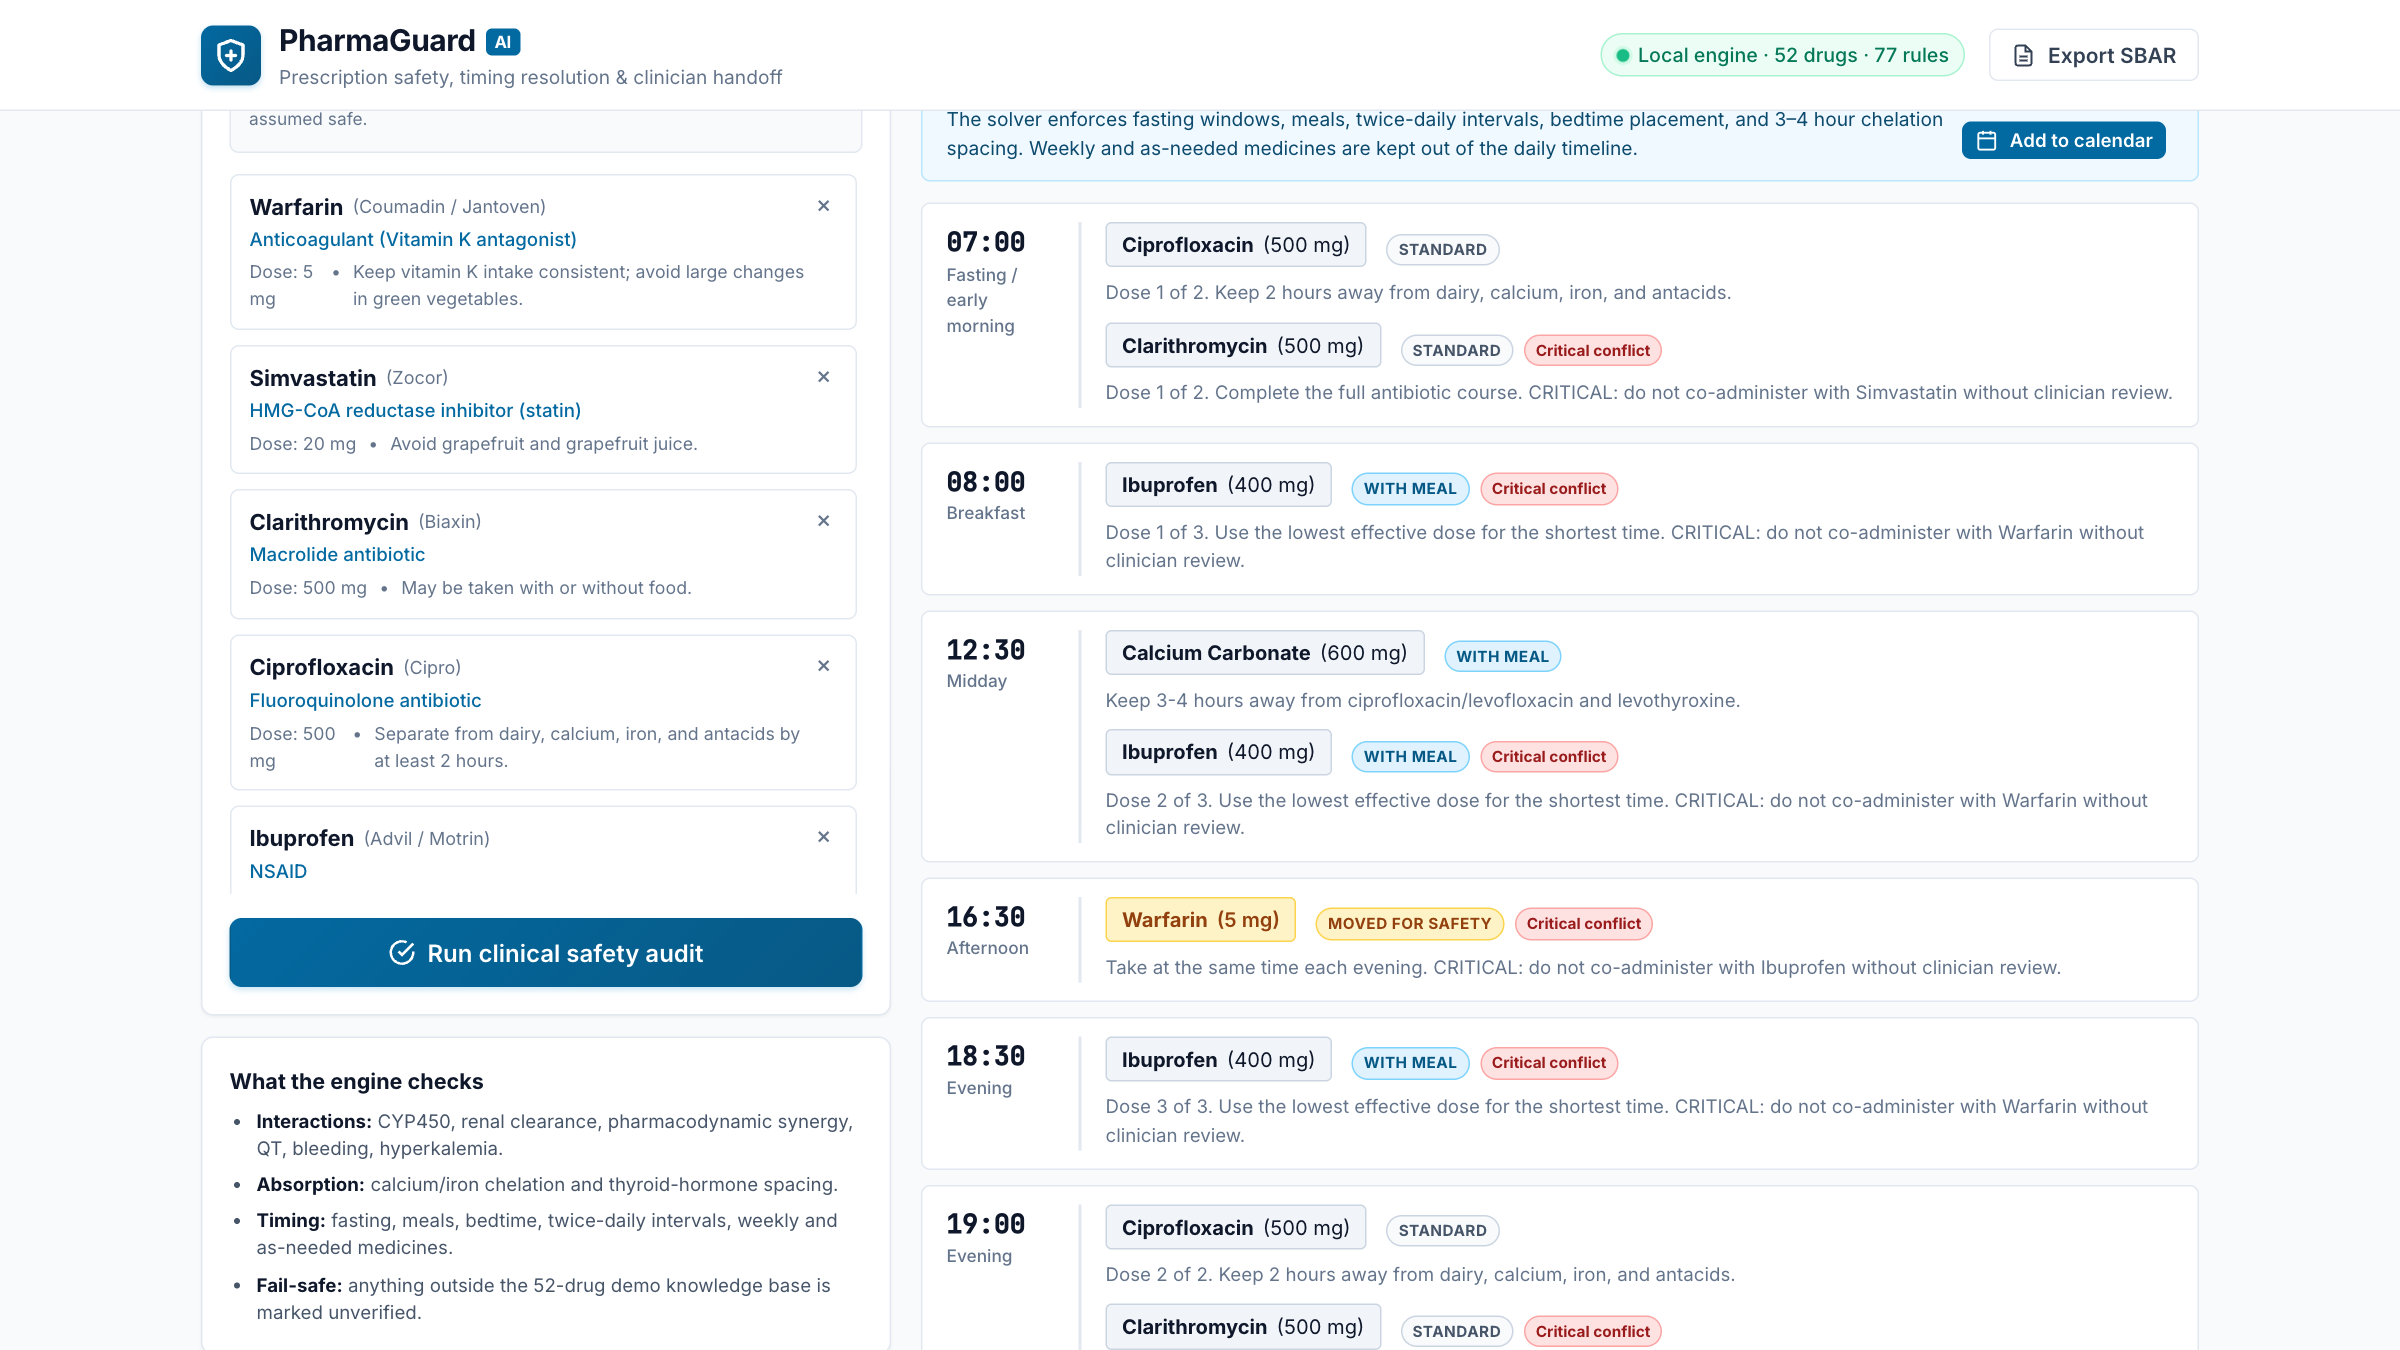 PharmaGuard AI
Prescription safety, timing resolution & clinician handoff
Local engine · 52 drugs · 77 rules
Export SBAR
assumed safe.
Warfarin (Coumadin / Jantoven)
Anticoagulant (Vitamin K antagonist)
Dose: 5 mg • Keep vitamin K intake consistent; avoid large changes
in green vegetables.
Simvastatin (Zocor)
HMG-CoA reductase inhibitor (statin)
Dose: 20 mg • Avoid grapefruit and grapefruit juice.
Clarithromycin (Biaxin)
Macrolide antibiotic
Dose: 500 mg • May be taken with or without food.
Ciprofloxacin (Cipro)
Fluoroquinolone antibiotic
Dose: 500 mg • Separate from dairy, calcium, iron, and antacids by
at least 2 hours.
Ibuprofen (Advil / Motrin)
NSAID
Run clinical safety audit
What the engine checks
• Interactions: CYP450, renal clearance, pharmacodynamic synergy,
QT, bleeding, hyperkalemia.
• Absorption: calcium/iron chelation and thyroid-hormone spacing.
• Timing: fasting, meals, bedtime, twice-daily intervals, weekly and
as-needed medicines.
• Fail-safe: anything outside the 52-drug demo knowledge base is
marked unverified.
The solver enforces fasting windows, meals, twice-daily intervals, bedtime placement, and 3–4 hour chelation
spacing. Weekly and as-needed medicines are kept out of the daily timeline.
Add to calendar
07:00
Fasting /
early
morning
Ciprofloxacin (500 mg) STANDARD
Dose 1 of 2. Keep 2 hours away from dairy, calcium, iron, and antacids.
Clarithromycin (500 mg) STANDARD Critical conflict
Dose 1 of 2. Complete the full antibiotic course. CRITICAL: do not co-administer with Simvastatin without clinician review.
08:00
Breakfast
Ibuprofen (400 mg) WITH MEAL Critical conflict
Dose 1 of 3. Use the lowest effective dose for the shortest time. CRITICAL: do not co-administer with Warfarin without
clinician review.
12:30
Midday
Calcium Carbonate (600 mg) WITH MEAL
Keep 3-4 hours away from ciprofloxacin/levofloxacin and levothyroxine.
Ibuprofen (400 mg) WITH MEAL Critical conflict
Dose 2 of 3. Use the lowest effective dose for the shortest time. CRITICAL: do not co-administer with Warfarin without
clinician review.
16:30
Afternoon
Warfarin (5 mg) MOVED FOR SAFETY Critical conflict
Take at the same time each evening. CRITICAL: do not co-administer with Ibuprofen without clinician review.
18:30
Evening
Ibuprofen (400 mg) WITH MEAL Critical conflict
Dose 3 of 3. Use the lowest effective dose for the shortest time. CRITICAL: do not co-administer with Warfarin without
clinician review.
19:00
Evening
Ciprofloxacin (500 mg) STANDARD
Dose 2 of 2. Keep 2 hours away from dairy, calcium, iron, and antacids.
Clarithromycin (500 mg) STANDARD Critical conflict